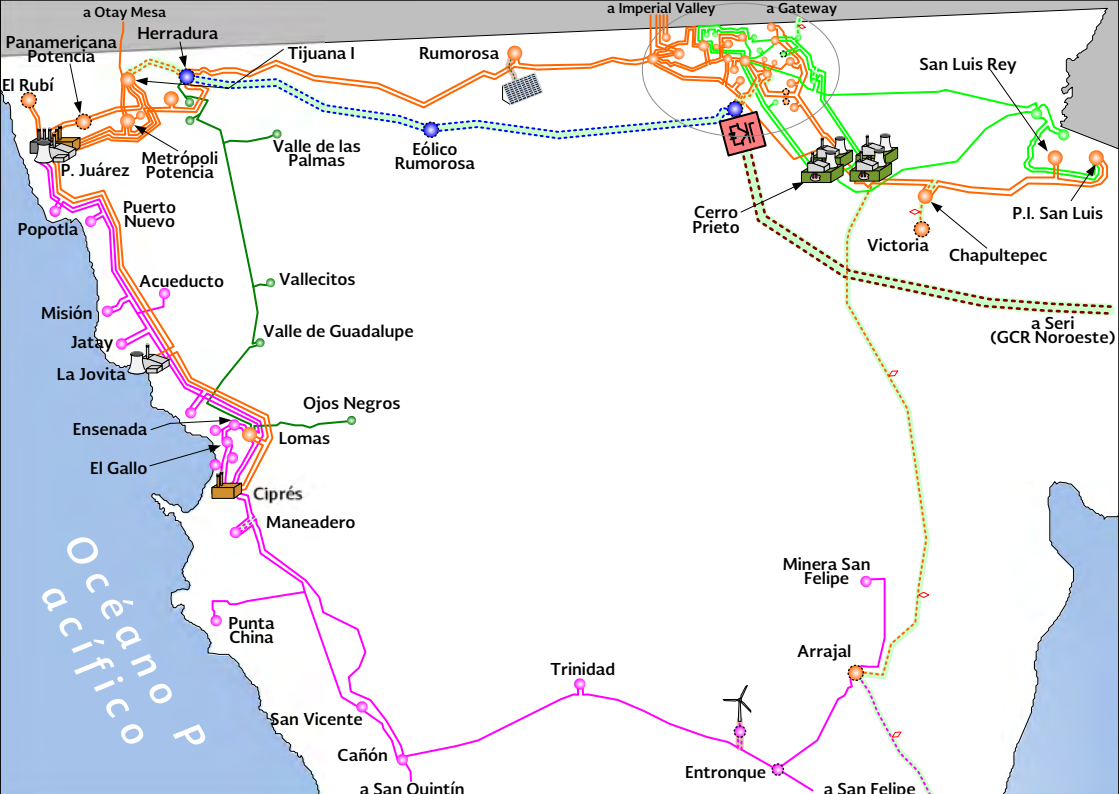 a Otay Mesa
a Imperial Valley
a Gateway
Herradura
Panamericana
Potencia
Tijuana I
Rumorosa
San Luis Rey
El Rubí
Valle de las
Palmas
Eólico
Rumorosa
Metrópoli
Potencia
P. Juárez
Cerro
Prieto
P.I. San Luis
Puerto
Nuevo
Popotla
Victoria
Chapultepec
Acueducto
Vallecitos
Misión
a Seri
(GCR Noroeste)
Valle de Guadalupe
Jatay
La Jovita
Ojos Negros
Ensenada
Lomas
El Gallo
Ciprés
Maneadero
Océano P
acífico
Minera San
Felipe
Punta
China
Arrajal
Trinidad
San Vicente
Cañón
Entronque
a San Quintín
a San Felipe